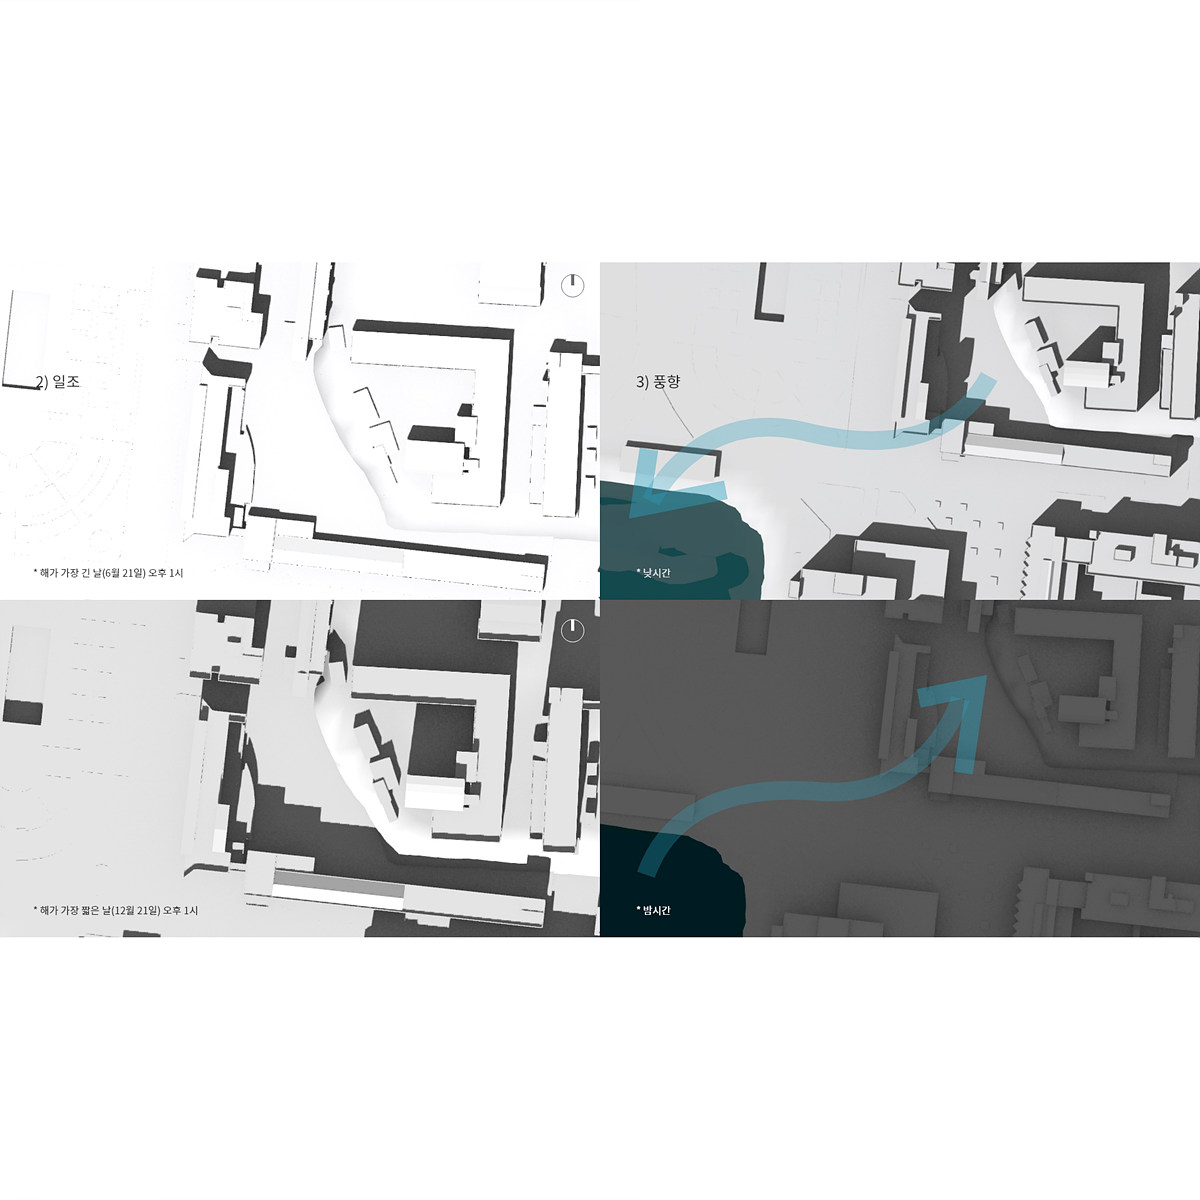 2) 일조
* 해가 가장 긴 날(6월 21일) 오후 1시
3) 풍향
* 낮시간
* 해가 가장 짧은 날(12월 21일) 오후 1시
* 밤시간